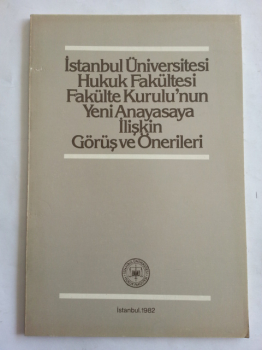 İstanbul Üniversitesi
Hukuk Fakültesi
Fakülte Kurulu'nun
Yeni Anayasaya
İlişkin
Görüş ve Önerileri
İstanbul.1982